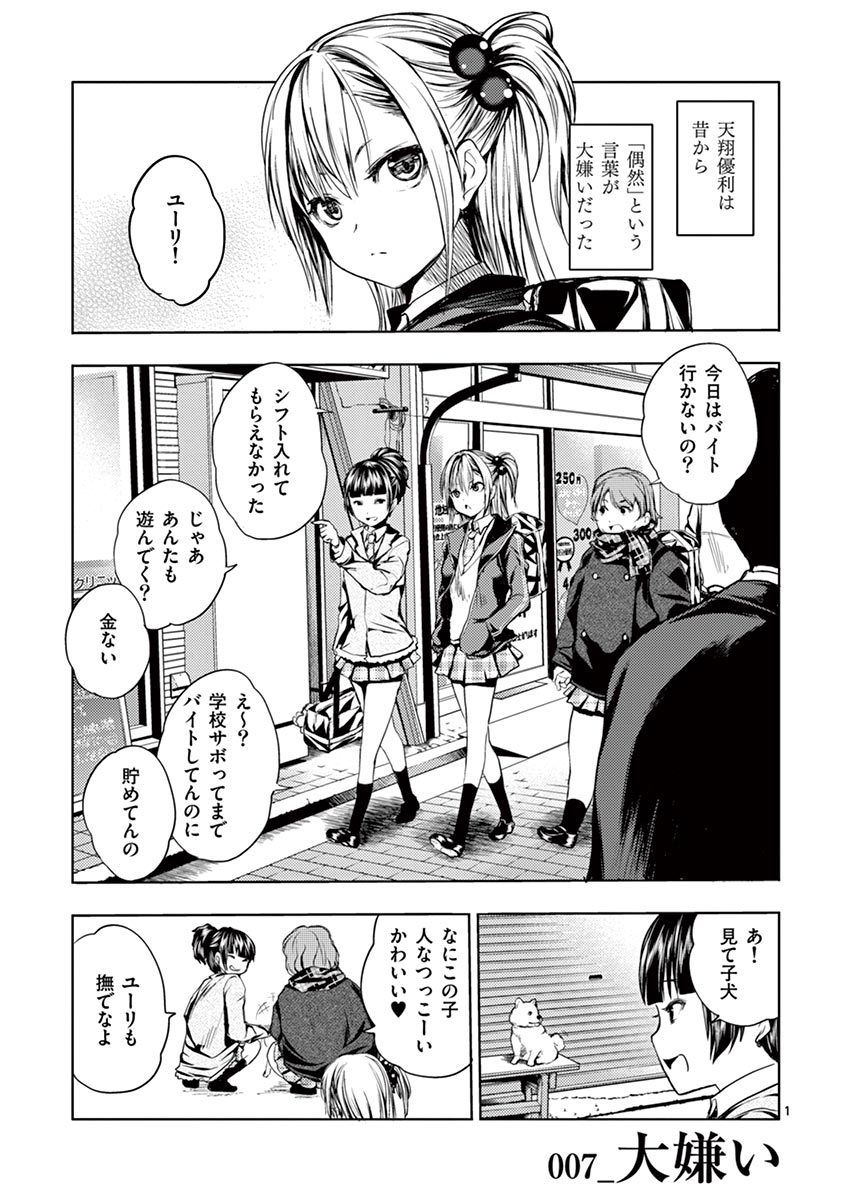 天翔優利は
昔から
「偶然」という
言葉が
大嫌いだった
ユーリ!
今日はバイト
行かないの?
シフト入れて
もらえなかった
じゃあ
あんたも
遊んでく?
金ない
え〜?
学校サボってまで
バイトしてんのに
貯めてんの
250円
300
クリニッ
あ!
見て子犬
なにこの子
人なつっこーい
かわいい♥
ユーリも
撫でなよ
1
007_大嫌い